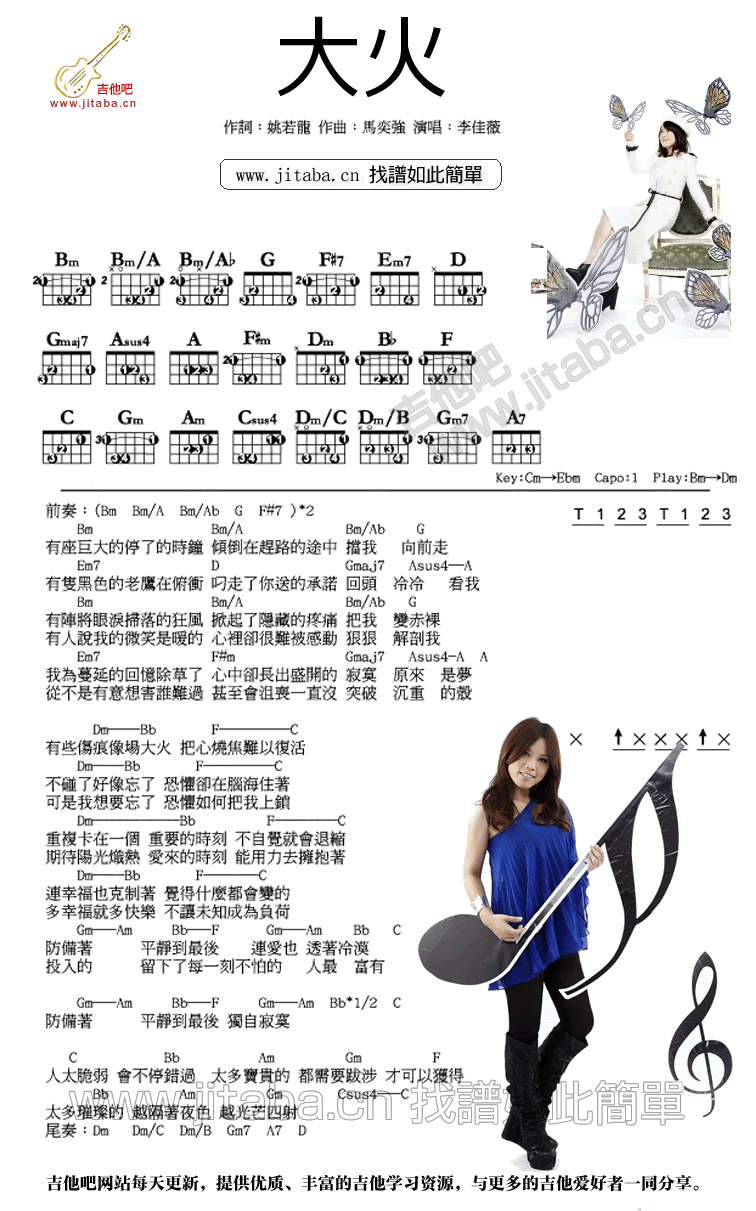 大火
吉他吧
www.jitaba.cn
作詞：姚若龍 作曲：馬奕強 演唱：李佳薇
www.jitaba.cn 找譜如此簡單
Bm Bm/A Bm/A♭ G F#7 Em7 D
Gmaj7 Asus4 A F#m Dm B♭ F
C Gm Am Csus4 Dm/C Dm/B Gm7 A7
吉他吧
www.jitaba.cn
Key:Cm→Ebm Capo:1 Play:Bm→Dm
前奏：(Bm Bm/A Bm/Ab G F#7 )*2
T 1 2 3 T 1 2 3
Bm Bm/A Bm/Ab G
有座巨大的停了的時鐘 傾倒在趕路的途中 擋我 向前走
Em7 D Gmaj7 Asus4—A
有隻黑色的老鷹在俯衝 叼走了你送的承諾 回頭 冷冷 看我
Bm Bm/A Bm/Ab G
有陣將眼淚掃落的狂風 掀起了隱藏的疼痛 把我 變赤裸
有人說我的微笑是暖的 心裡卻很難被感動 狠狠 解剖我
Em7 F#m Gmaj7 Asus4-A A
我為蔓延的回憶除草了 心中卻長出盛開的 寂寞 原來 是夢
從不是有意想害誰難過 甚至會沮喪一直沒 突破 沉重 的殼
Dm——Bb F————C
有些傷痕像場大火 把心燒焦難以復活
× ↑ × × × ↑ ×
Dm——Bb F————C
不碰了好像忘了 恐懼卻在腦海住著
可是我想要忘了 恐懼如何把我上鎖
Dm——————Bb F————C
重複卡在一個 重要的時刻 不自覺就會退縮
期待陽光熾熟 愛來的時刻 能用力去擁抱著
Dm——Bb F————C
連幸福也克制著 覺得什麼都會變的
多幸福就多快樂 不讓未知成為負荷
Gm——Am Bb——F Gm——Am Bb C
防備著 平靜到最後 連愛也 透著冷漠
投入的 留下了每一刻不怕的 人最 富有
Gm——Am Bb——F Gm——Am Bb*1/2 C
防備著 平靜到最後 獨自寂寞
C Bb Am Gm F
人太脆弱 會不停錯過 太多寶貴的 都需要跋涉 才可以獲得
Bb Am Gm Csus4——C
太多璀璨的 越隔著夜色 越光芒四射
www.jitaba.cn 找譜如此簡單
尾奏：Dm Dm/C Dm/B Gm7 A7 D
吉他吧网站每天更新，提供优质、丰富的吉他学习资源，与更多的吉他爱好者一同分享。